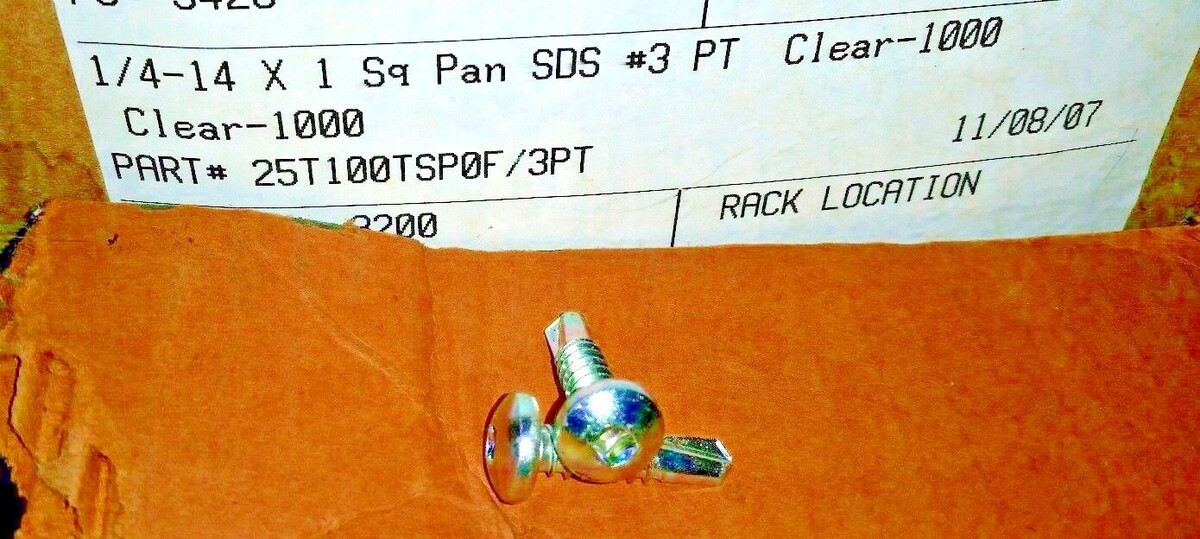 1/4-14 X 1 Sq Pan SDS #3 PT Clear-1000
Clear-1000
11/08/07
PART# 25T100TSP0F/3PT
RACK LOCATION